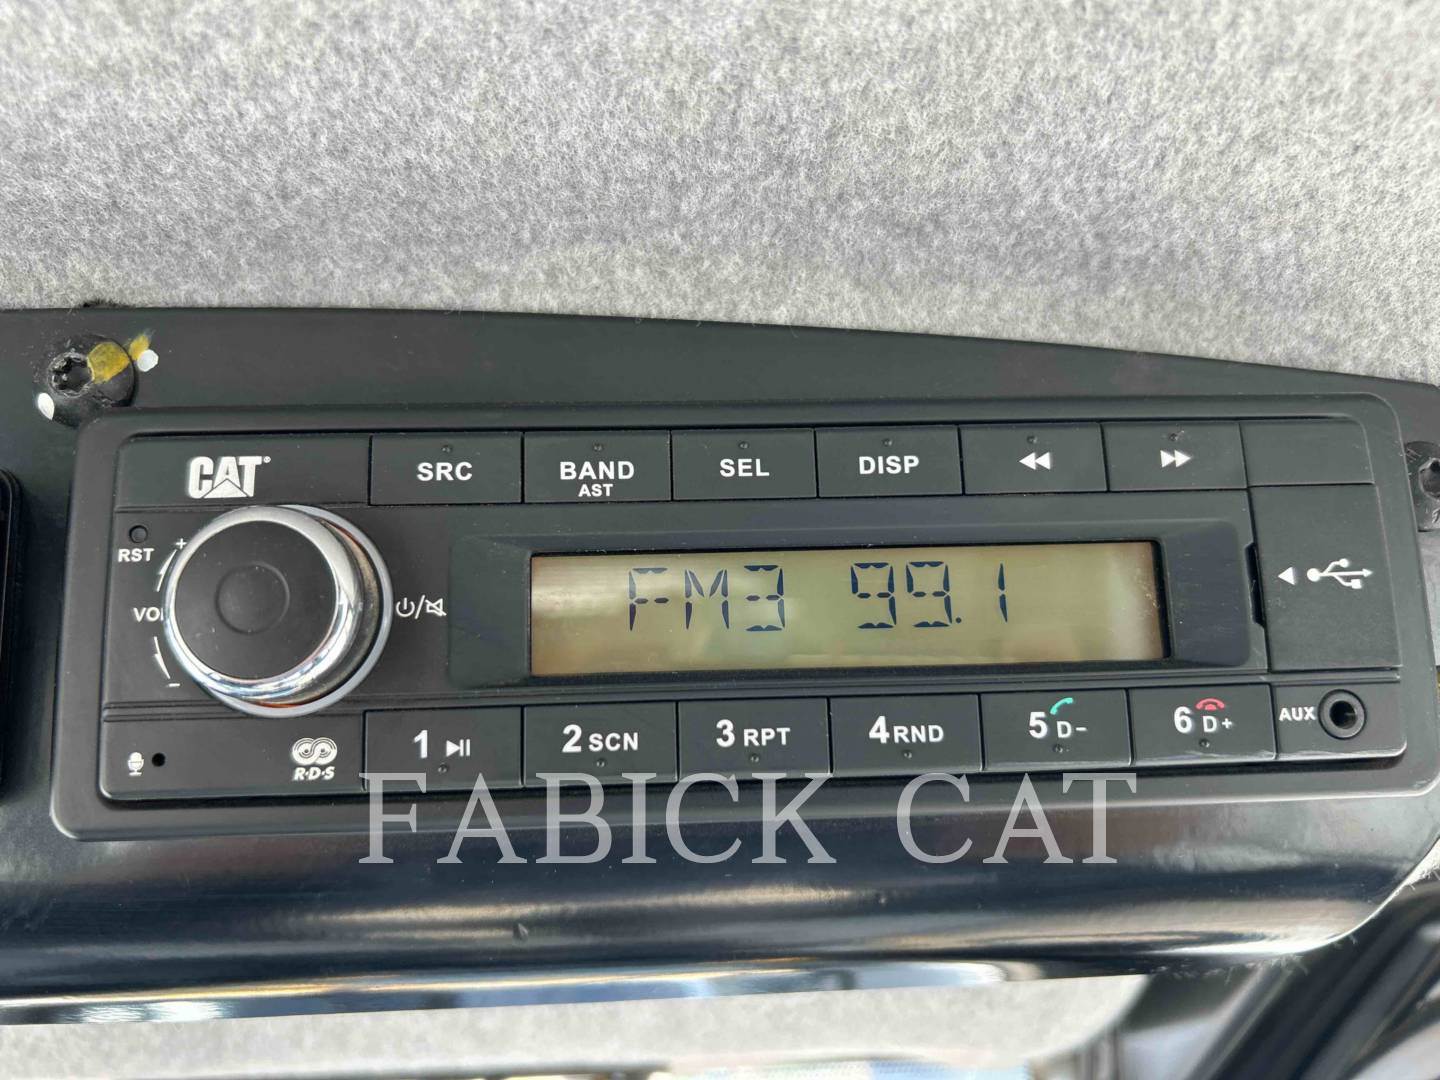 CAT
SRC
BAND
AST
SEL
DISP
RST
+
VO
-
FM3 99.1
1
2 SCN
3 RPT
4 RND
5 D-
6 D+
AUX
R·D·S
FABICK CAT